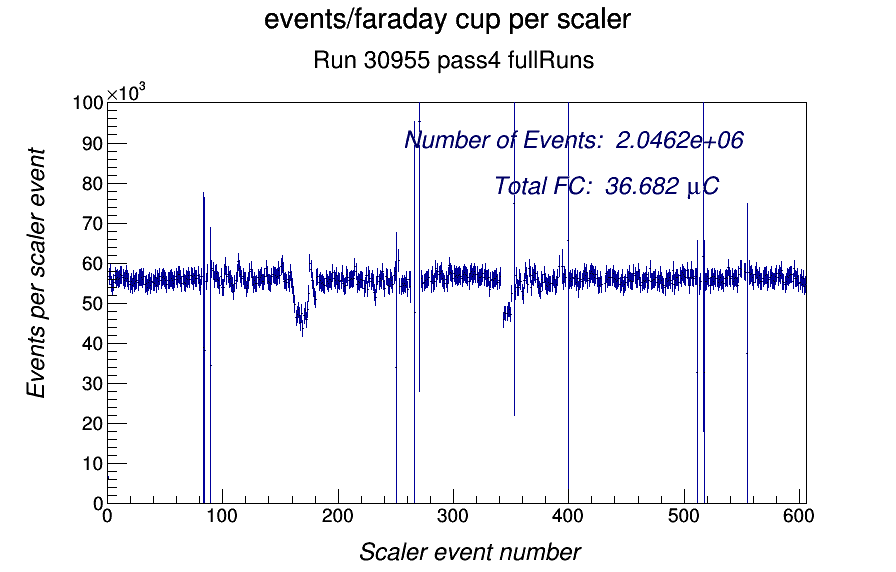 events/faraday cup per scaler
Run 30955 pass4 fullRuns
×10³
100
90
80
70
60
50
40
30
20
10
0
Events per scaler event
Number of Events: 2.0462e+06
Total FC: 36.682 μC
0 100 200 300 400 500 600
Scaler event number